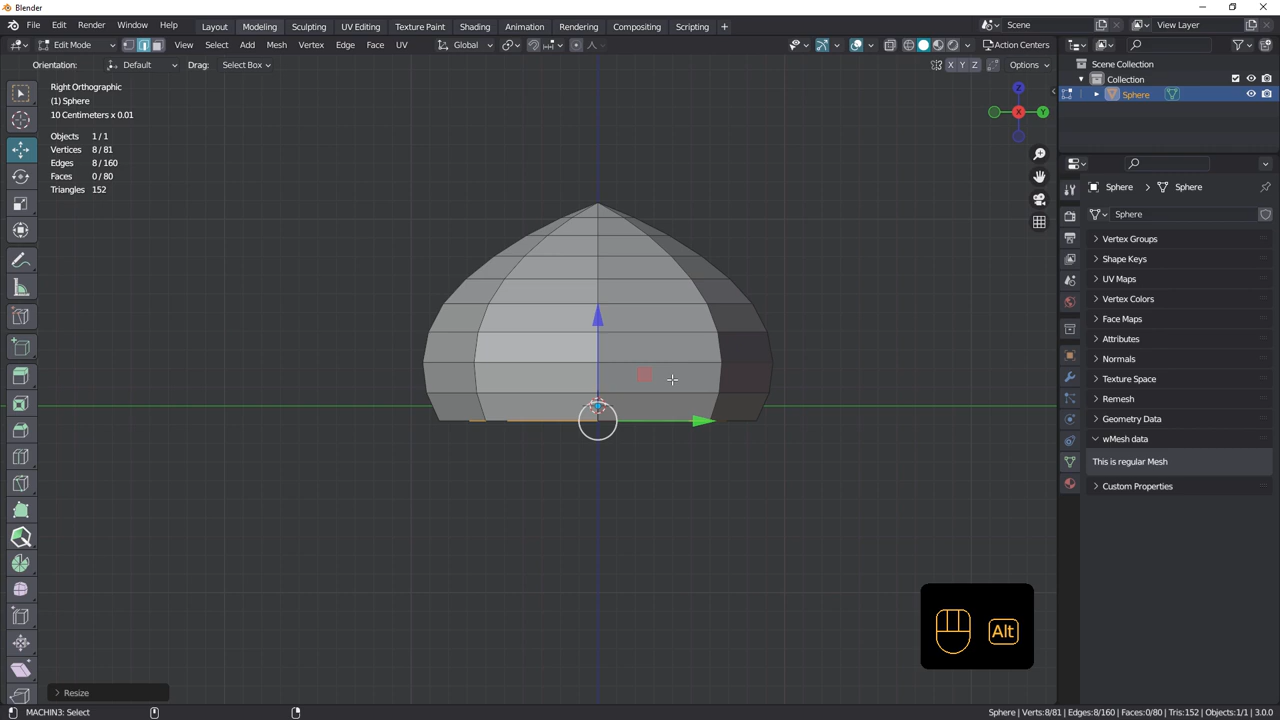 Blender
File Edit Render Window Help
Layout Modeling Sculpting UV Editing Texture Paint Shading Animation Rendering Compositing Scripting +
Scene
View Layer
Edit Mode View Select Add Mesh Vertex Edge Face UV Global
Action Centers
Orientation: Default Drag: Select Box
X Y Z Options
Right Orthographic
(1) Sphere
10 Centimeters x 0.01
Objects 1 / 1
Vertices 8 / 81
Edges 8 / 160
Faces 0 / 80
Triangles 152
Z
X
Y
Scene Collection
Collection
Sphere
Sphere Sphere
Sphere
Vertex Groups
Shape Keys
UV Maps
Vertex Colors
Face Maps
Attributes
Normals
Texture Space
Remesh
Geometry Data
wMesh data
This is regular Mesh
Custom Properties
Alt
Resize
MACHIN3: Select
Sphere | Verts:8/81 | Edges:8/160 | Faces:0/80 | Tris:152 | Objects:1/1 | 3.0.0